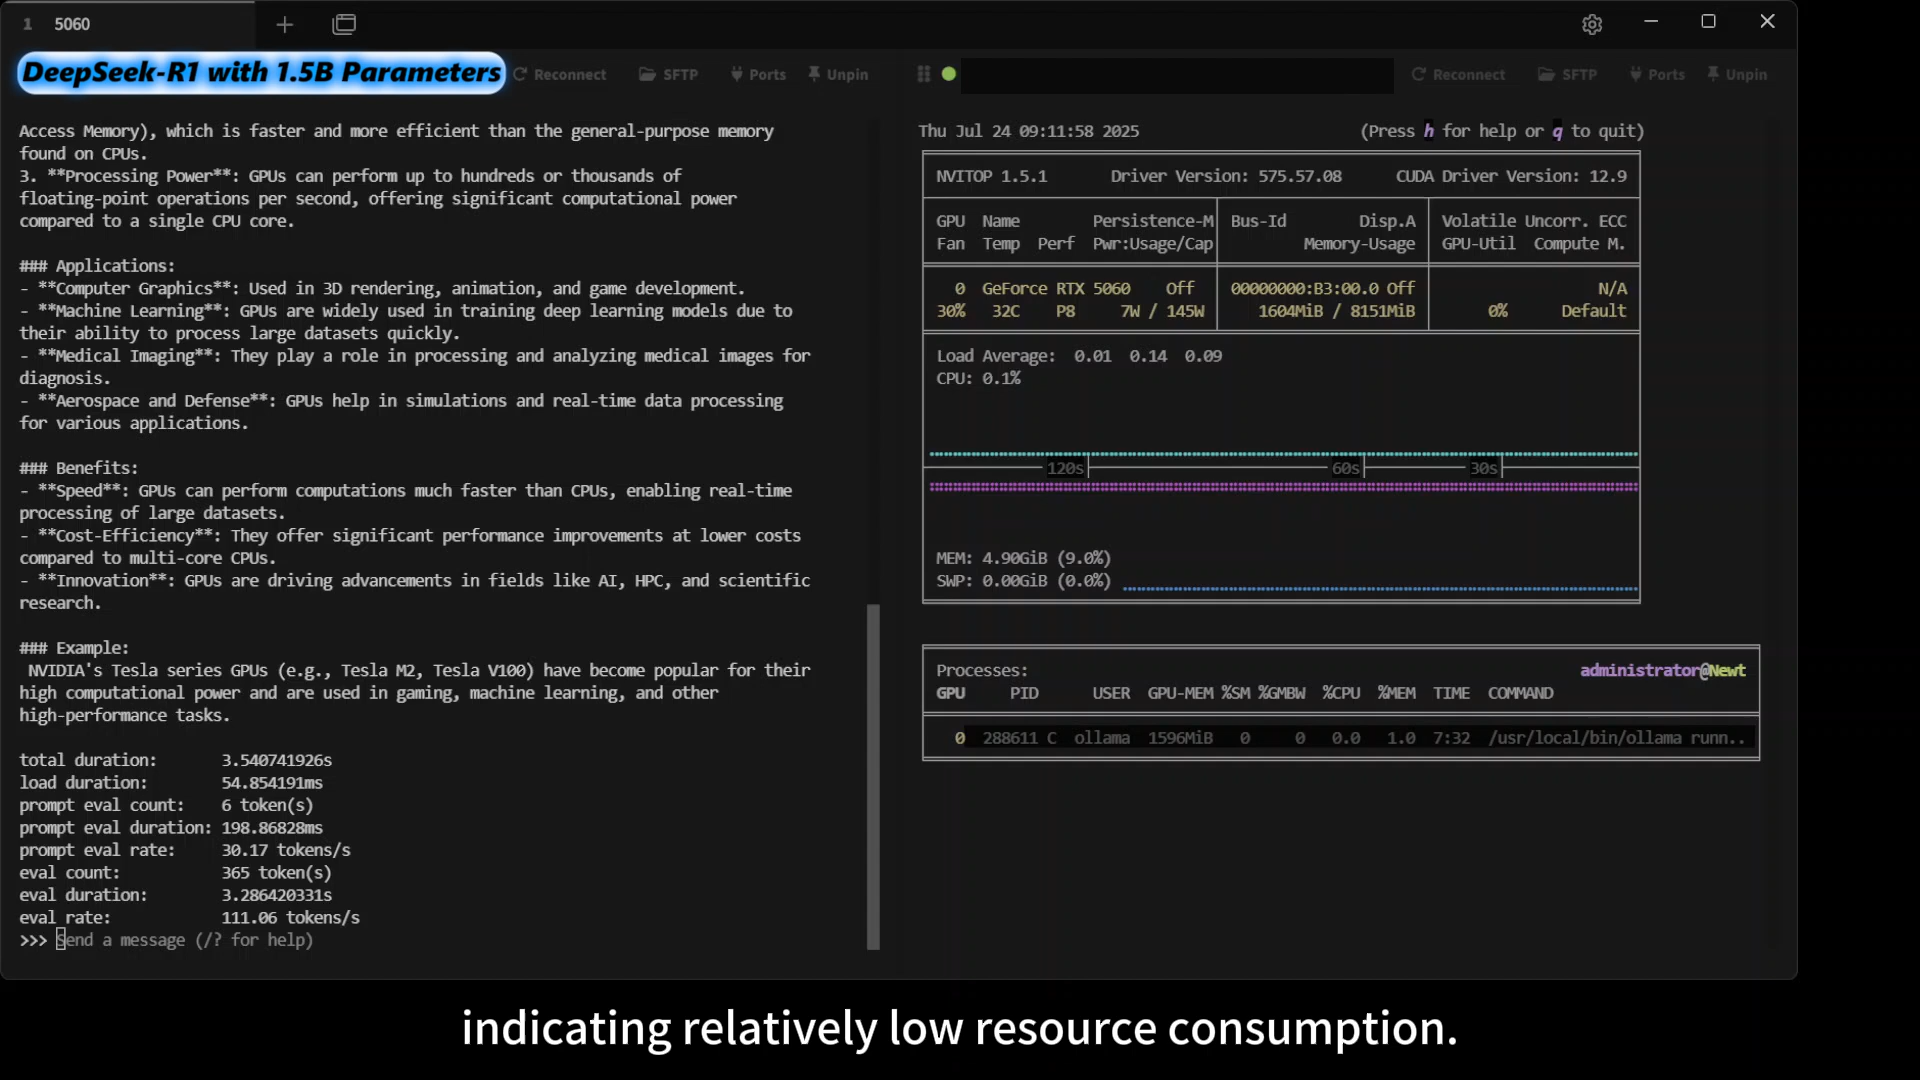 1 5060
DeepSeek-R1 with 1.5B Parameters
Reconnect SFTP Ports Unpin
Reconnect SFTP Ports Unpin
Access Memory), which is faster and more efficient than the general-purpose memory
found on CPUs.
3. **Processing Power**: GPUs can perform up to hundreds or thousands of
floating-point operations per second, offering significant computational power
compared to a single CPU core.
### Applications:
- **Computer Graphics**: Used in 3D rendering, animation, and game development.
- **Machine Learning**: GPUs are widely used in training deep learning models due to
their ability to process large datasets quickly.
- **Medical Imaging**: They play a role in processing and analyzing medical images for
diagnosis.
- **Aerospace and Defense**: GPUs help in simulations and real-time data processing
for various applications.
### Benefits:
- **Speed**: GPUs can perform computations much faster than CPUs, enabling real-time
processing of large datasets.
- **Cost-Efficiency**: They offer significant performance improvements at lower costs
compared to multi-core CPUs.
- **Innovation**: GPUs are driving advancements in fields like AI, HPC, and scientific
research.
### Example:
NVIDIA's Tesla series GPUs (e.g., Tesla M2, Tesla V100) have become popular for their
high computational power and are used in gaming, machine learning, and other
high-performance tasks.
total duration: 3.540741926s
load duration: 54.854191ms
prompt eval count: 6 token(s)
prompt eval duration: 198.86828ms
prompt eval rate: 30.17 tokens/s
eval count: 365 token(s)
eval duration: 3.286420331s
eval rate: 111.06 tokens/s
>>> Send a message (/? for help)
Thu Jul 24 09:11:58 2025 (Press h for help or q to quit)
NVITOP 1.5.1 Driver Version: 575.57.08 CUDA Driver Version: 12.9
GPU Name Persistence-M Bus-Id Disp.A Volatile Uncorr. ECC
Fan Temp Perf Pwr:Usage/Cap Memory-Usage GPU-Util Compute M.
0 GeForce RTX 5060 Off 00000000:B3:00.0 Off N/A
30% 32C P8 7W / 145W 1604MiB / 8151MiB 0% Default
Load Average: 0.01 0.14 0.09
CPU: 0.1%
120s 60s 30s
MEM: 4.90GiB (9.0%)
SWP: 0.00GiB (0.0%)
Processes: administrator@Newt
GPU PID USER GPU-MEM %SM %GMBW %CPU %MEM TIME COMMAND
0 288611 C ollama 1596MiB 0 0 0.0 1.0 7:32 /usr/local/bin/ollama runn..
indicating relatively low resource consumption.